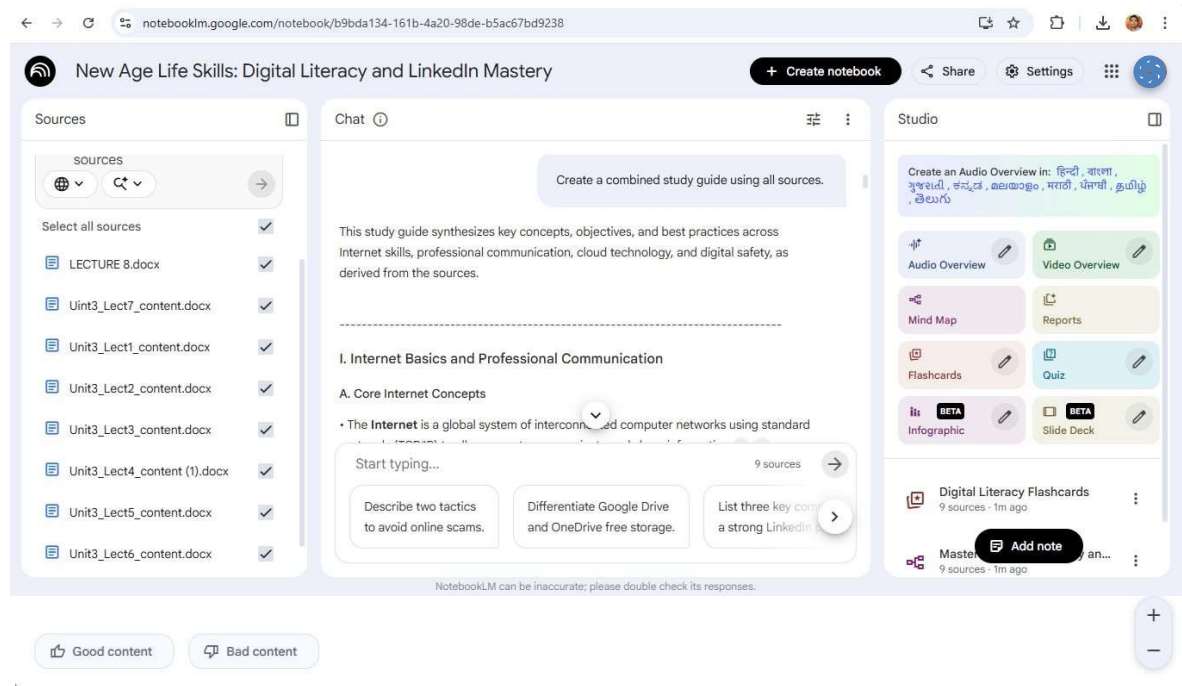 notebooklm.google.com/notebook/b9bda134-161b-4a20-98de-b5ac67bd9238
New Age Life Skills: Digital Literacy and LinkedIn Mastery
+ Create notebook
Share
Settings
Sources
sources
Select all sources
LECTURE 8.docx
Uint3_Lect7_content.docx
Unit3_Lect1_content.docx
Unit3_Lect2_content.docx
Unit3_Lect3_content.docx
Unit3_Lect4_content (1).docx
Unit3_Lect5_content.docx
Unit3_Lect6_content.docx
Chat
Create a combined study guide using all sources.
This study guide synthesizes key concepts, objectives, and best practices across
Internet skills, professional communication, cloud technology, and digital safety, as
derived from the sources.
--------------------------------------------------------------------------------
I. Internet Basics and Professional Communication
A. Core Internet Concepts
• The Internet is a global system of computer networks using standard
Start typing...
9 sources
Describe two tactics
to avoid online scams.
Differentiate Google Drive
and OneDrive free storage.
List three key
a strong LinkedIn
NotebookLM can be inaccurate; please double check its responses.
Studio
Create an Audio Overview in: हिन्दी, বাংলা,
ગુજરાતી, ಕನ್ನಡ, മലയാളം, मराठी, ਪੰਜਾਬੀ, தமிழ்
, తెలుగు
Audio Overview
Video Overview
Mind Map
Reports
Flashcards
Quiz
BETA
Infographic
BETA
Slide Deck
Digital Literacy Flashcards
9 sources · 1m ago
Add note
9 sources · 1m ago
Good content
Bad content
+
−